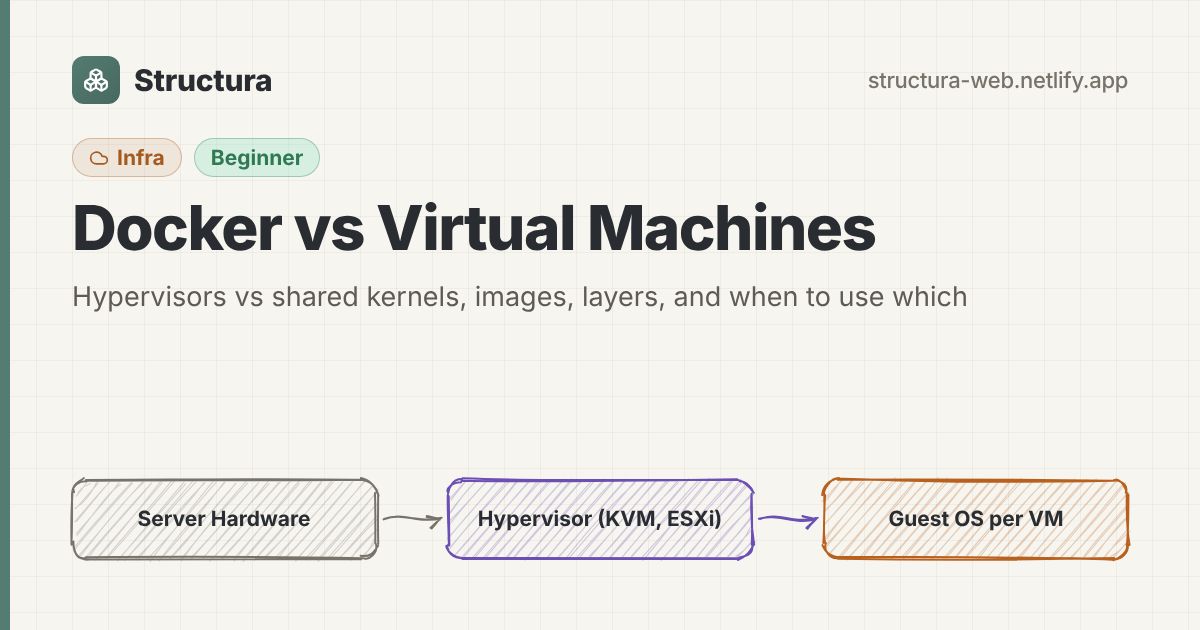 Structura
structura-web.netlify.app
Infra
Beginner
Docker vs Virtual Machines
Hypervisors vs shared kernels, images, layers, and when to use which
Server Hardware
Hypervisor (KVM, ESXi)
Guest OS per VM